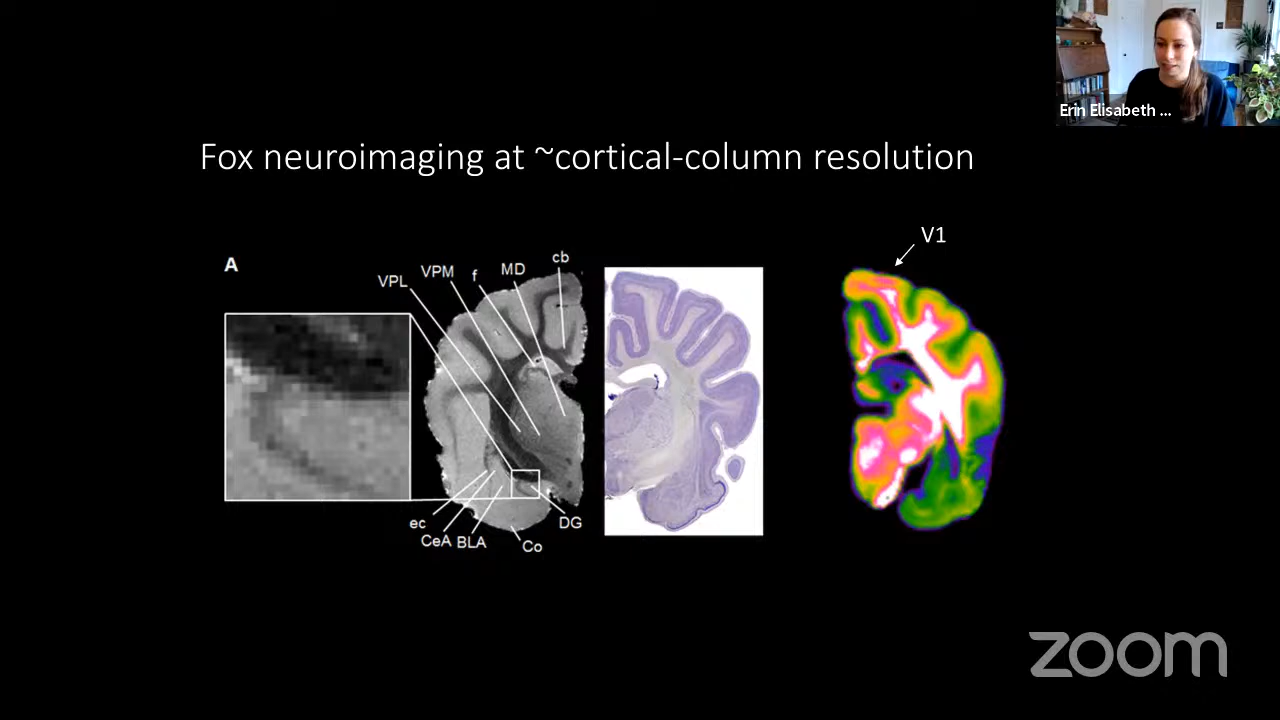 Erin Elisabeth ...
Fox neuroimaging at ~cortical-column resolution
V1
A
VPL
VPM
f
MD
cb
ec
CeA
BLA
Co
DG
zoom